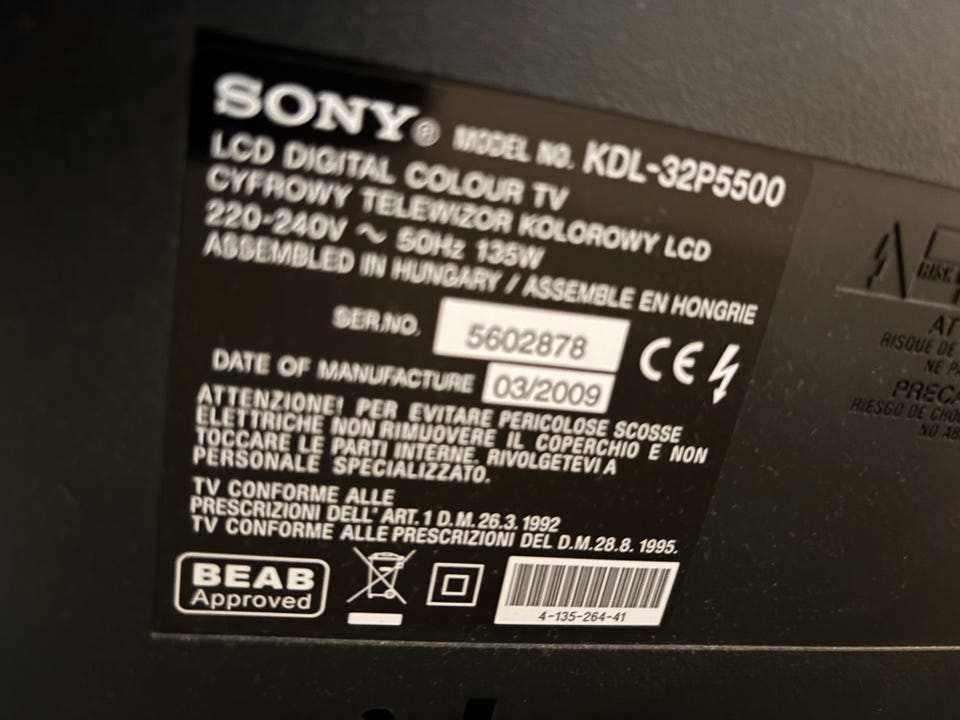 SONY® MODEL NO. KDL-32P5500
LCD DIGITAL COLOUR TV
CYFROWY TELEWIZOR KOLOROWY LCD
220-240V ~ 50Hz 135W
ASSEMBLED IN HUNGARY / ASSEMBLE EN HONGRIE
SER.NO. 5602878
CE
DATE OF MANUFACTURE 03/2009
ATTENZIONE! PER EVITARE PERICOLOSE SCOSSE
ELETTRICHE NON RIMUOVERE IL COPERCHIO E NON
TOCCARE LE PARTI INTERNE. RIVOLGETEVI A
PERSONALE SPECIALIZZATO.
TV CONFORME ALLE
PRESCRIZIONI DELL' ART. 1 D.M. 26.3. 1992
TV CONFORME ALLE PRESCRIZIONI DEL D.M.28.8. 1995.
BEAB
Approved
4-135-264-41
RISK
AT
RISQUE DE
NE P
PRECA
RIESGO DE CHO
NO AB